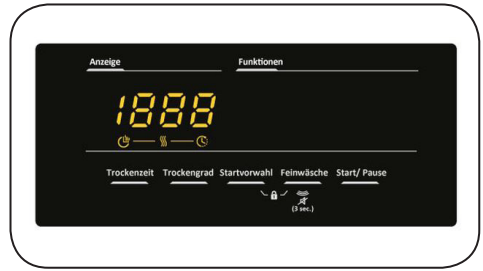 Anzeige Funktionen
1888
Trockenzeit Trockengrad Startvorwahl Feinwäsche Start/ Pause
(3 sec.)